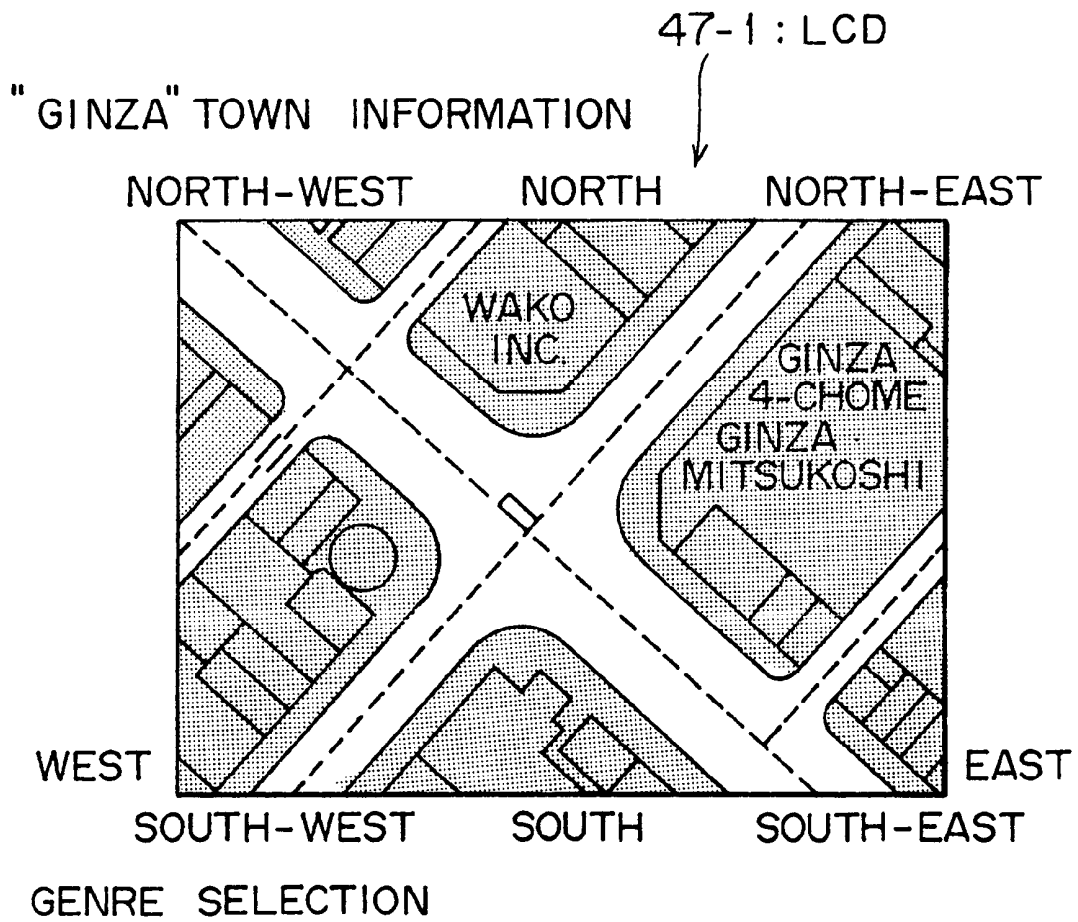 47-1 : LCD
"GINZA" TOWN INFORMATION
NORTH-WEST NORTH NORTH-EAST
WAKO
INC.
GINZA
4-CHOME
GINZA
MITSUKOSHI
WEST EAST
SOUTH-WEST SOUTH SOUTH-EAST
GENRE SELECTION